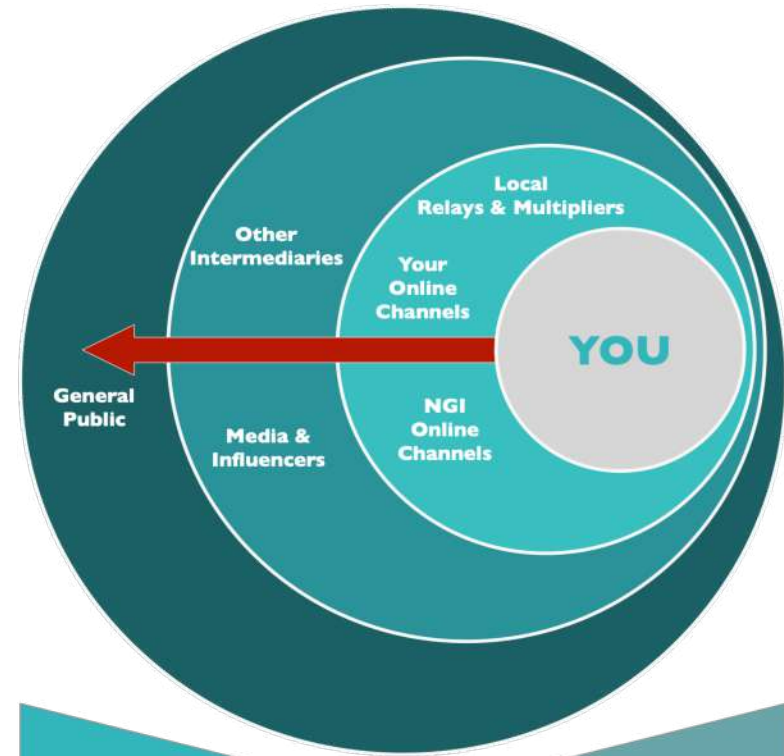 Local
Relays & Multipliers
Other
Intermediaries
Your
Online
Channels
YOU
General
Public
NGI
Online
Channels
Media &
Influencers